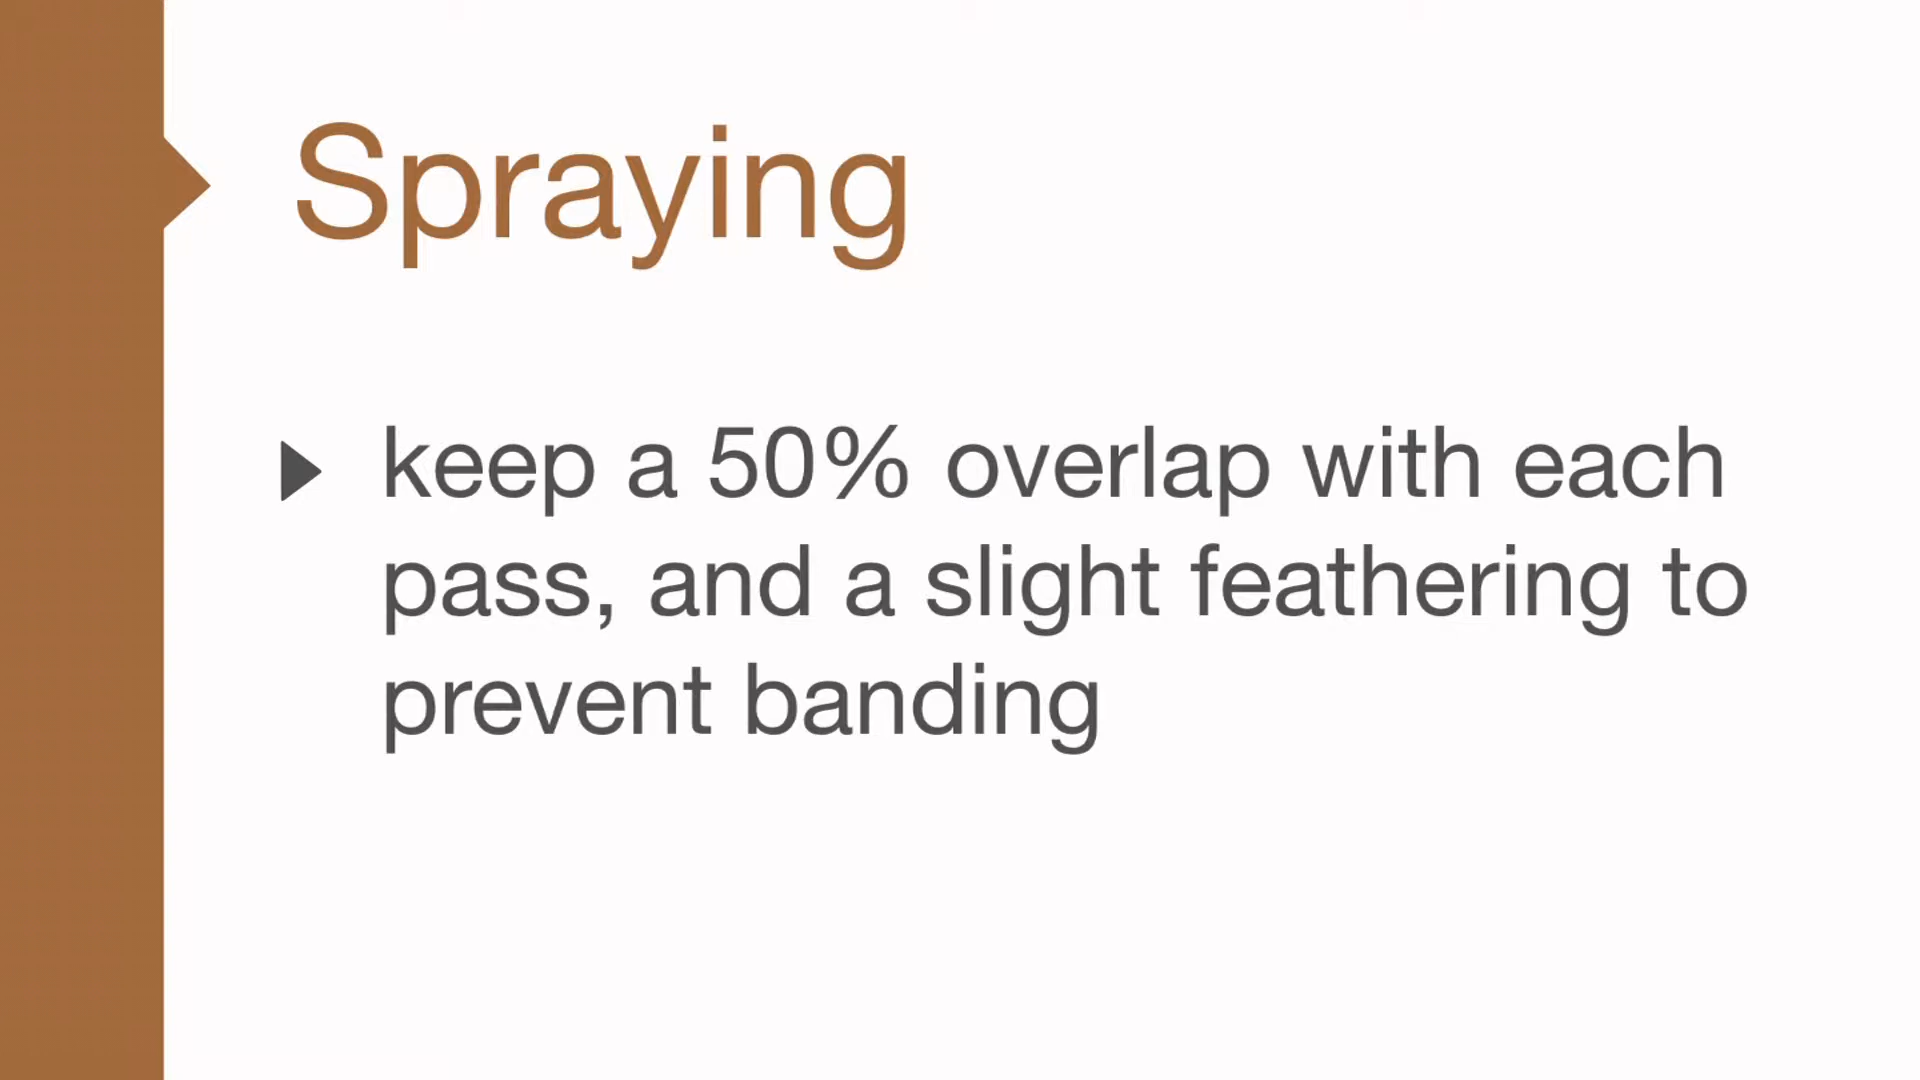 Spraying
keep a 50% overlap with each
pass, and a slight feathering to
prevent banding